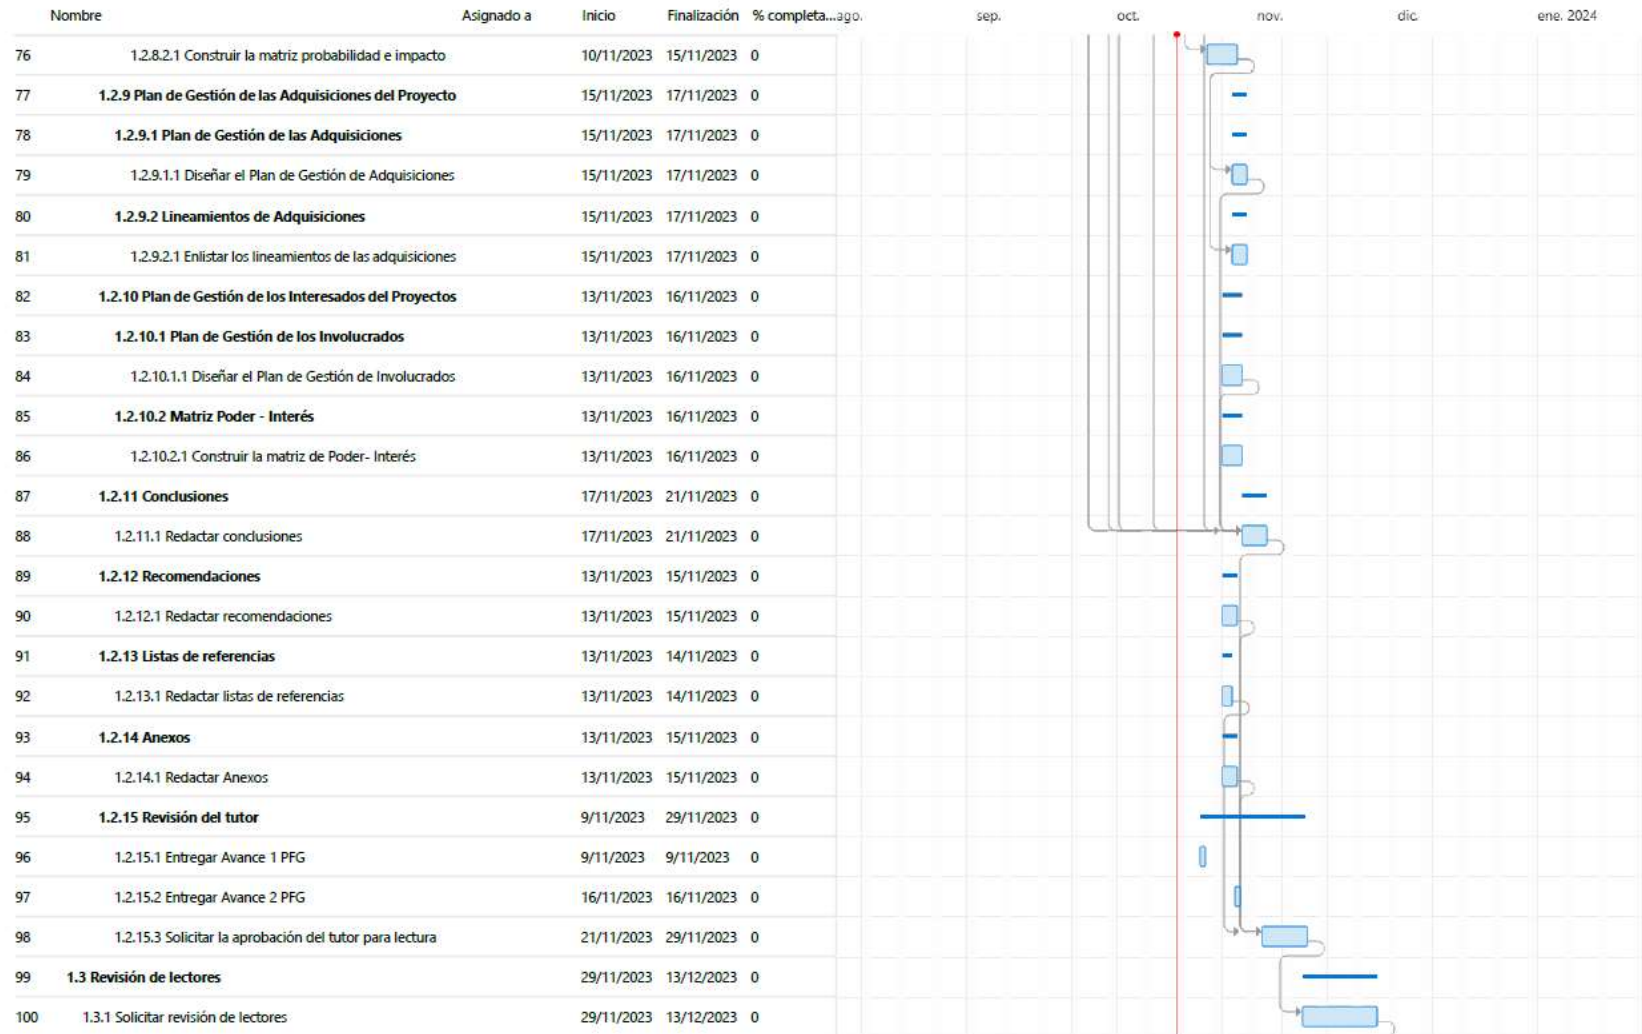 Nombre Asignado a Inicio Finalización % completa... ago. sep. oct. nov. dic. ene. 2024
76 1.2.8.2.1 Construir la matriz probabilidad e impacto 10/11/2023 15/11/2023 0
77 1.2.9 Plan de Gestión de las Adquisiciones del Proyecto 15/11/2023 17/11/2023 0
78 1.2.9.1 Plan de Gestión de las Adquisiciones 15/11/2023 17/11/2023 0
79 1.2.9.1.1 Diseñar el Plan de Gestión de Adquisiciones 15/11/2023 17/11/2023 0
80 1.2.9.2 Lineamientos de Adquisiciones 15/11/2023 17/11/2023 0
81 1.2.9.2.1 Enlistar los lineamientos de las adquisiciones 15/11/2023 17/11/2023 0
82 1.2.10 Plan de Gestión de los Interesados del Proyectos 13/11/2023 16/11/2023 0
83 1.2.10.1 Plan de Gestión de los Involucrados 13/11/2023 16/11/2023 0
84 1.2.10.1.1 Diseñar el Plan de Gestión de Involucrados 13/11/2023 16/11/2023 0
85 1.2.10.2 Matriz Poder - Interés 13/11/2023 16/11/2023 0
86 1.2.10.2.1 Construir la matriz de Poder- Interés 13/11/2023 16/11/2023 0
87 1.2.11 Conclusiones 17/11/2023 21/11/2023 0
88 1.2.11.1 Redactar conclusiones 17/11/2023 21/11/2023 0
89 1.2.12 Recomendaciones 13/11/2023 15/11/2023 0
90 1.2.12.1 Redactar recomendaciones 13/11/2023 15/11/2023 0
91 1.2.13 Listas de referencias 13/11/2023 14/11/2023 0
92 1.2.13.1 Redactar listas de referencias 13/11/2023 14/11/2023 0
93 1.2.14 Anexos 13/11/2023 15/11/2023 0
94 1.2.14.1 Redactar Anexos 13/11/2023 15/11/2023 0
95 1.2.15 Revisión del tutor 9/11/2023 29/11/2023 0
96 1.2.15.1 Entregar Avance 1 PFG 9/11/2023 9/11/2023 0
97 1.2.15.2 Entregar Avance 2 PFG 16/11/2023 16/11/2023 0
98 1.2.15.3 Solicitar la aprobación del tutor para lectura 21/11/2023 29/11/2023 0
99 1.3 Revisión de lectores 29/11/2023 13/12/2023 0
100 1.3.1 Solicitar revisión de lectores 29/11/2023 13/12/2023 0